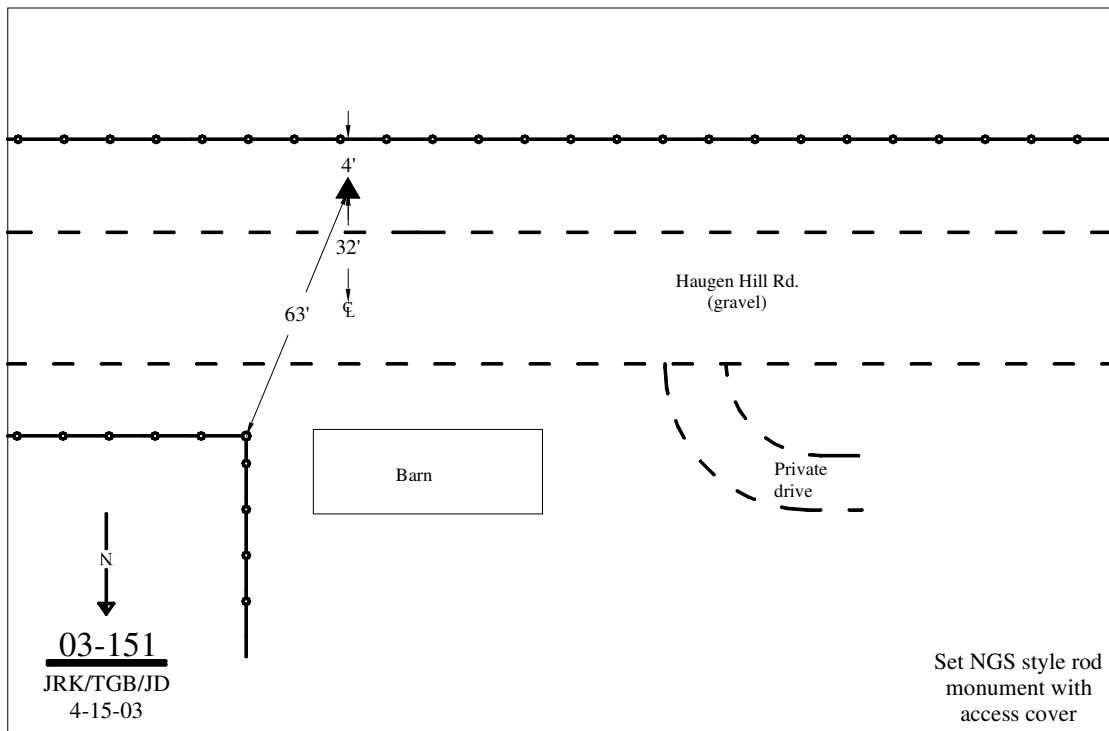 4'
32'
℄
63'
Haugen Hill Rd.
(gravel)
Barn
Private
drive
N
03-151
JRK/TGB/JD
4-15-03
Set NGS style rod
monument with
access cover